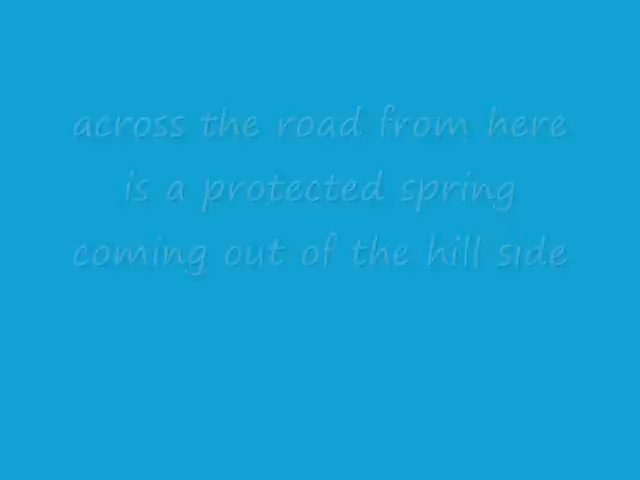 across the road from here
is a protected spring
coming out of the hill side